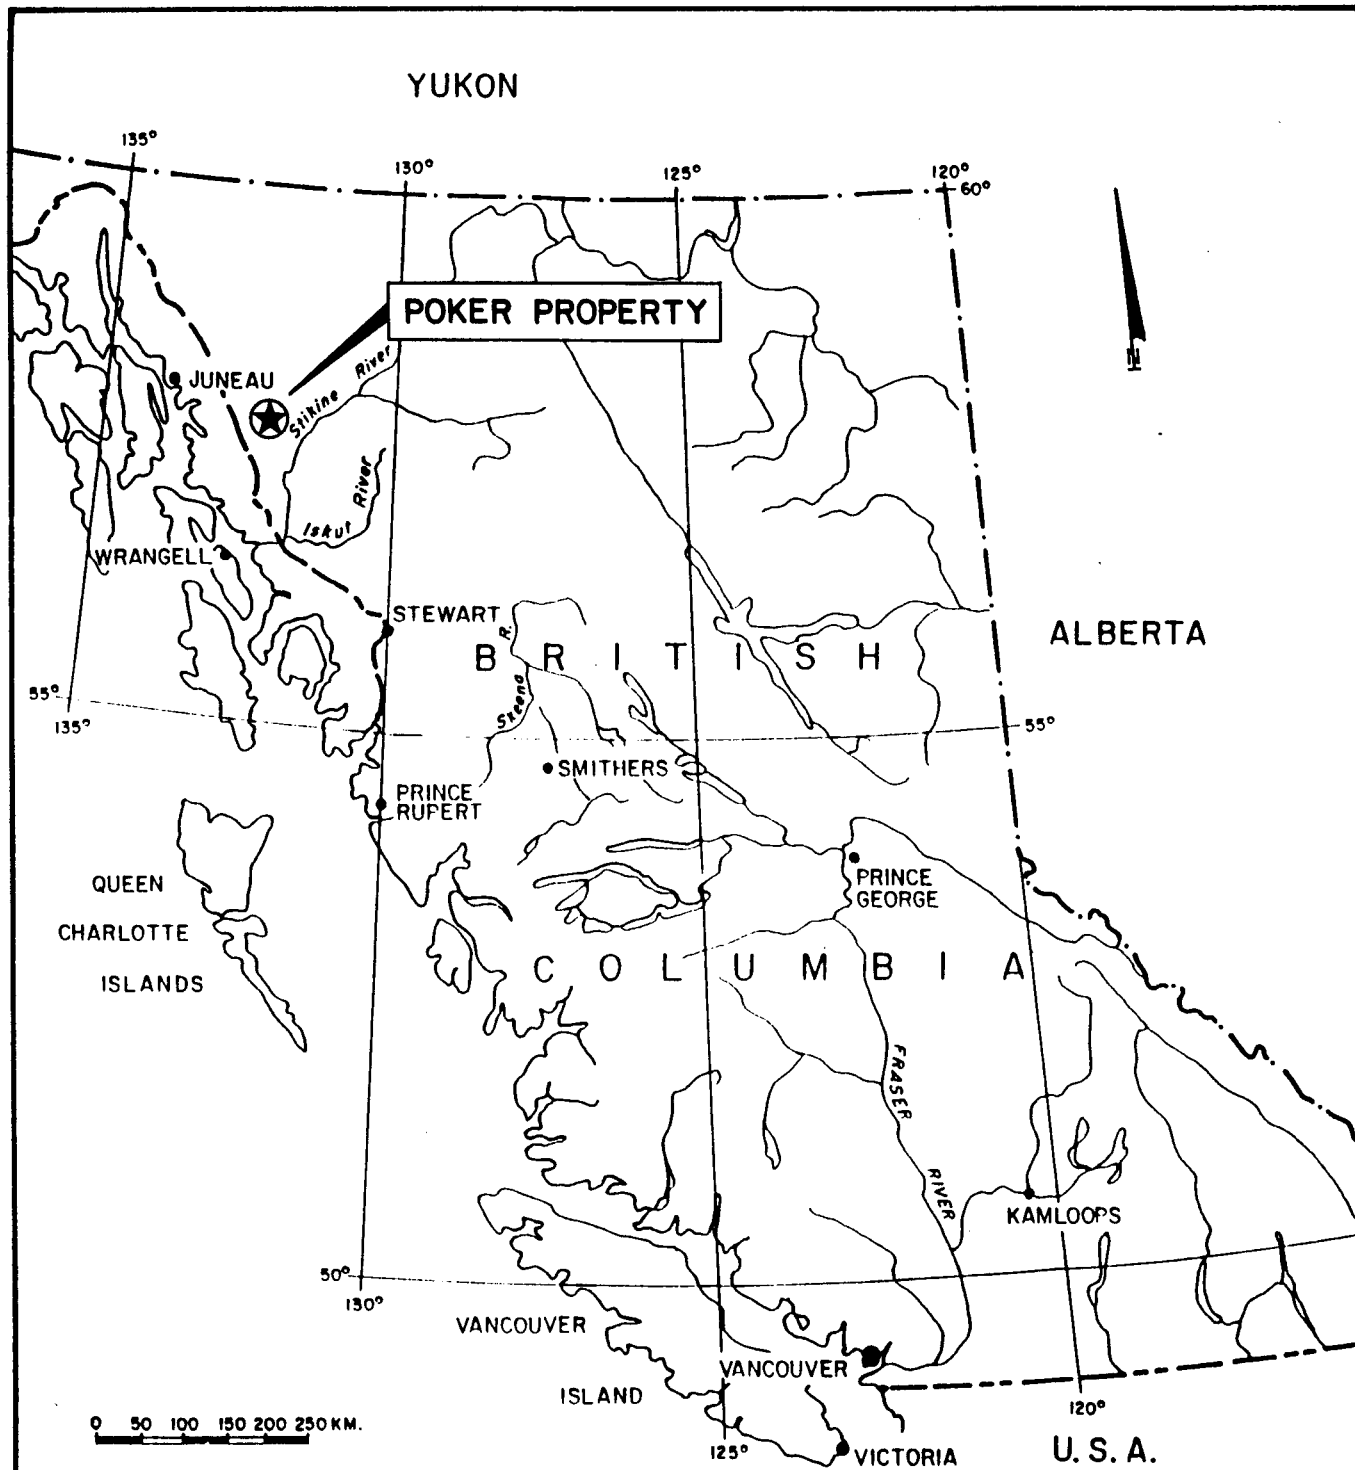 YUKON
135°
130°
125°
120°
60°
POKER PROPERTY
N
JUNEAU
Stikine River
Iskut River
WRANGELL
STEWART
BRITISH
ALBERTA
Skeena R.
55°
135°
55°
SMITHERS
PRINCE
RUPERT
PRINCE
GEORGE
QUEEN
CHARLOTTE
ISLANDS
COLUMBIA
FRASER RIVER
KAMLOOPS
50°
130°
VANCOUVER
ISLAND
VANCOUVER
120°
0 50 100 150 200 250 KM.
125°
VICTORIA
U.S.A.